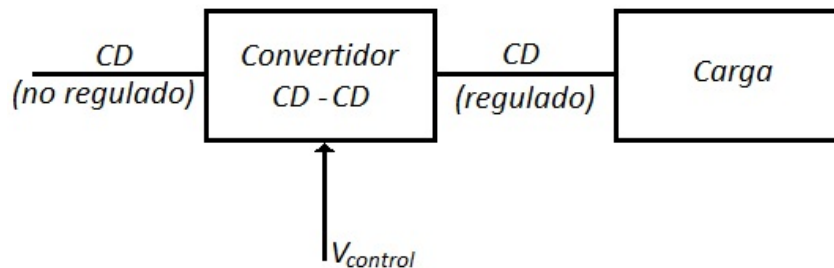 CD
(no regulado)
Convertidor
CD - CD
CD
(regulado)
Carga
Vcontrol